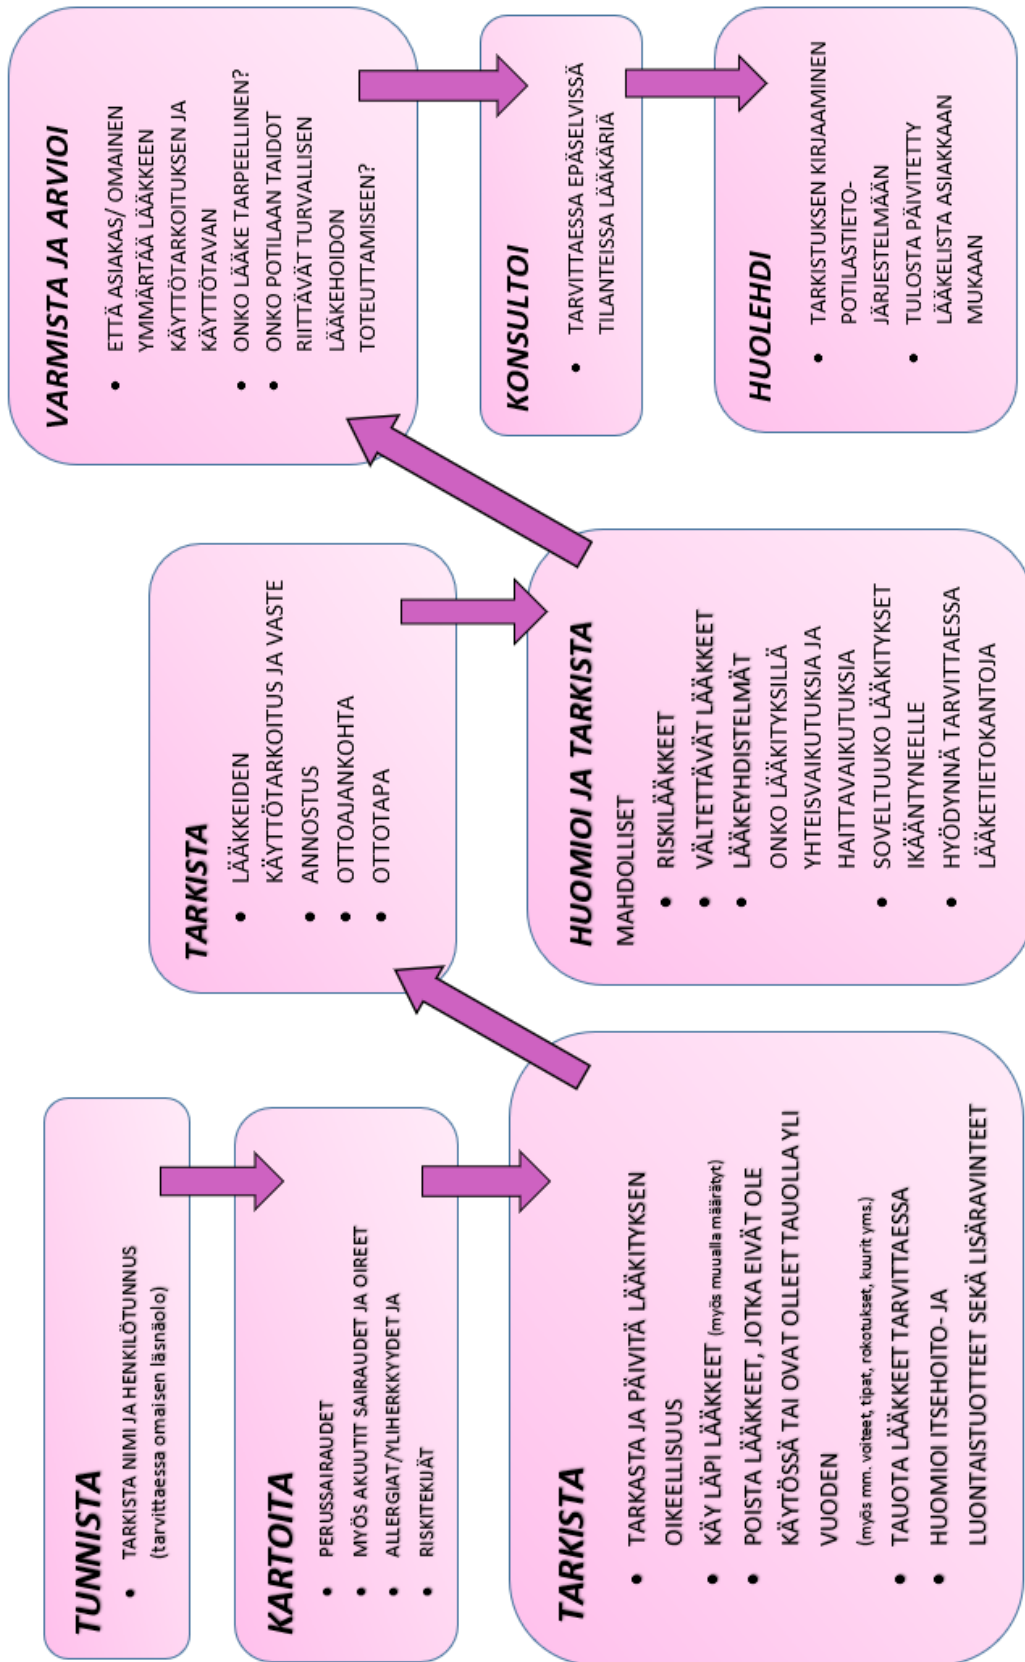 TUNNISTA
• TARKISTA NIMI JA HENKILÖTUNNUS
(tarvittaessa omaisen läsnäolo)
KARTOITA
• PERUSSAIRAUDET
• MYÖS AKUUTIT SAIRAUDET JA OIREET
• ALLERGIAT/YLIHERKKYYDET JA
• RISKITEKIJÄT
TARKISTA
• TARKASTA JA PÄIVITÄ LÄÄKITYKSEN
OIKEELLISUUS
• KÄY LÄPI LÄÄKKEET (myös muualla määrätyt)
• POISTA LÄÄKKEET, JOTKA EIVÄT OLE
KÄYTÖSSÄ TAI OVAT OLLEET TAUOLLA YLI
VUODEN
(myös mm. voiteet, tipat, rokotukset, kuurit yms.)
• TAUOTA LÄÄKKEET TARVITTAESSA
• HUOMIOI ITSEHOITO- JA
LUONTAISTUOTTEET SEKÄ LISÄRAVINTEET
TARKISTA
• LÄÄKKEIDEN
KÄYTTÖTARKOITUS JA VASTE
• ANNOSTUS
• OTTOAJANKOHTA
• OTTOTAPA
HUOMIOI JA TARKISTA
MAHDOLLISET
• RISKILÄÄKKEET
• VÄLTETTÄVÄT LÄÄKKEET
• LÄÄKEYHDISTELMÄT
ONKO LÄÄKITYKSILLÄ
YHTEISVAIKUTUKSIA JA
HAITTAVAIKUTUKSIA
• SOVELTUUKO LÄÄKITYKSET
IKÄÄNTYNEELLE
• HYÖDYNNÄ TARVITTAESSA
LÄÄKETIETOKANTOJA
VARMISTA JA ARVIOI
• ETTÄ ASIAKAS/ OMAINEN
YMMÄRTÄÄ LÄÄKKEEN
KÄYTTÖTARKOITUKSEN JA
KÄYTTÖTAVAN
• ONKO LÄÄKE TARPEELLINEN?
• ONKO POTILAAN TAIDOT
RIITTÄVÄT TURVALLISEN
LÄÄKEHOIDON
TOTEUTTAMISEEN?
KONSULTOI
• TARVITTAESSA EPÄSELVISSÄ
TILANTEISSA LÄÄKÄRIÄ
HUOLEHDI
• TARKISTUKSEN KIRJAAMINEN
POTILASTIETO-
JÄRJESTELMÄÄN
• TULOSTA PÄIVITETTY
LÄÄKELISTA ASIAKKAAN
MUKAAN